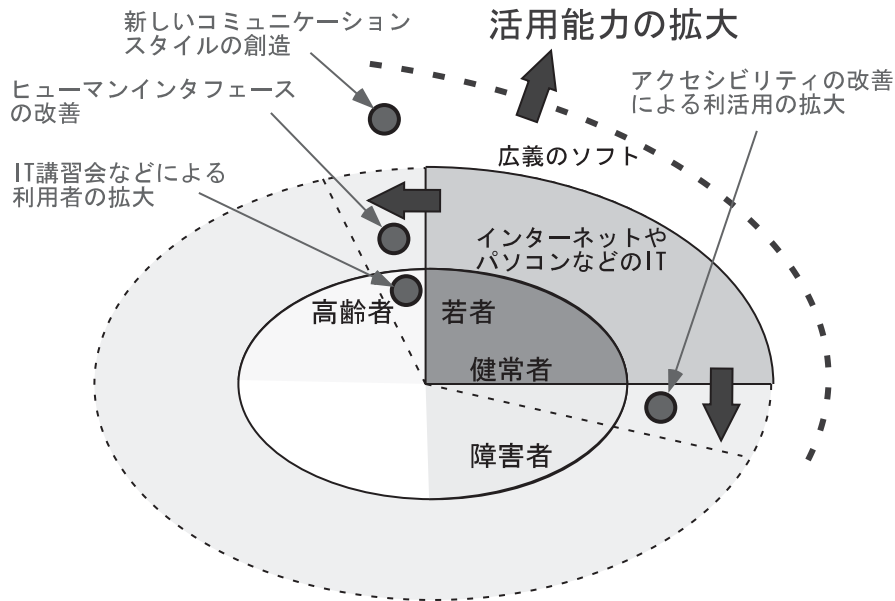 新しいコミュニケーション
スタイルの創造
活用能力の拡大
ヒューマンインタフェース
の改善
アクセシビリティの改善
による利活用の拡大
IT講習会などによる
利用者の拡大
広義のソフト
インターネットや
パソコンなどのIT
高齢者
若者
健常者
障害者